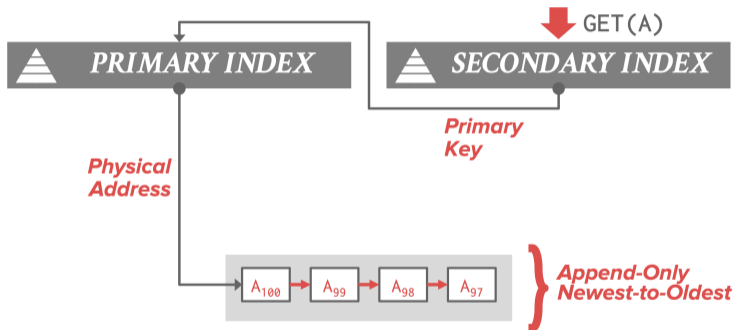 GET(A)
PRIMARY INDEX
SECONDARY INDEX
Primary
Key
Physical
Address
A₁₀₀
A₉₉
A₉₈
A₉₇
Append-Only
Newest-to-Oldest